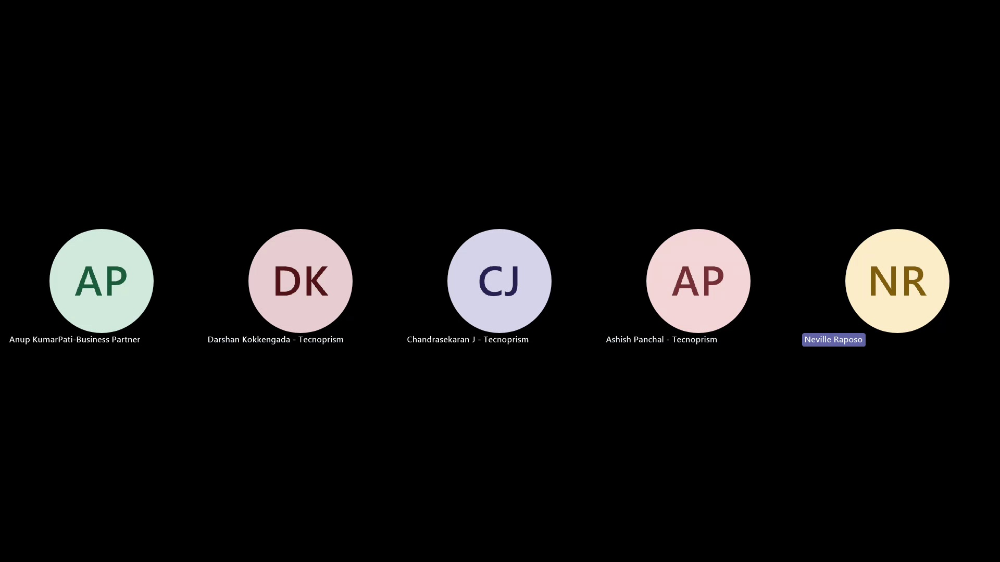 AP
DK
CJ
AP
NR
Anup KumarPati-Business Partner
Darshan Kokkengada - Tecnoprism
Chandrasekaran J - Tecnoprism
Ashish Panchal - Tecnoprism
Neville Raposo